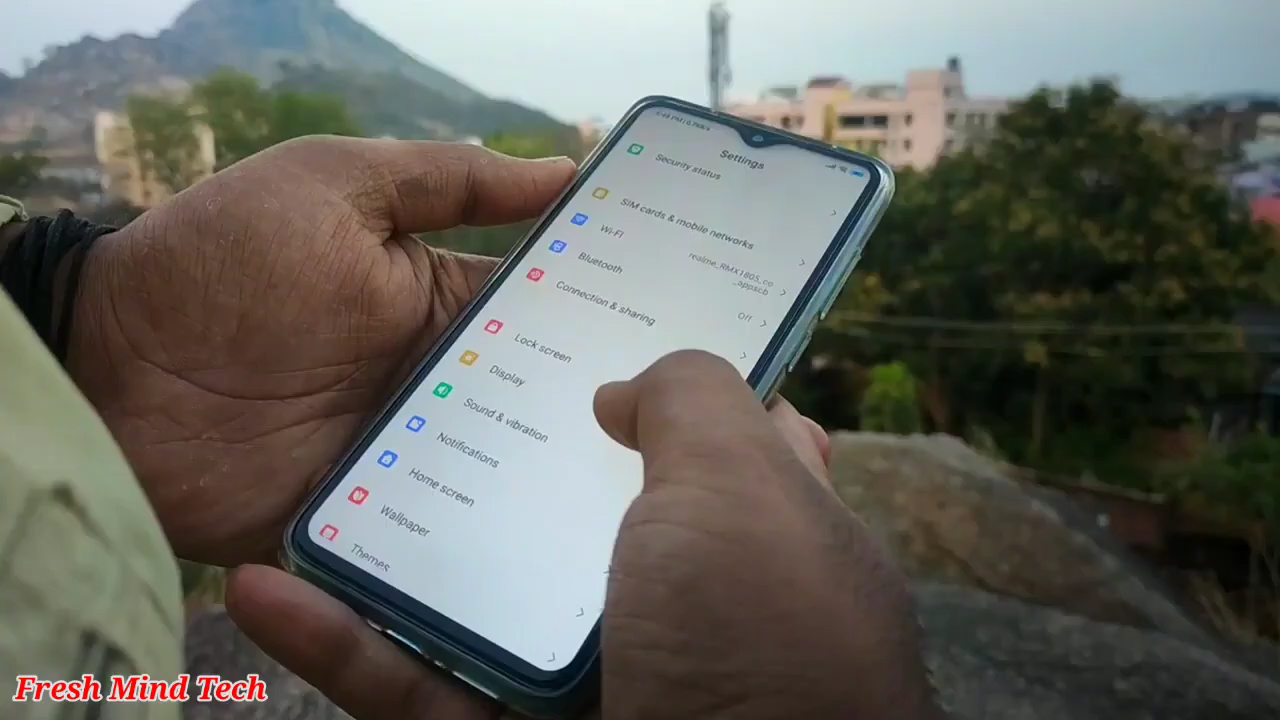 Settings
Security status
SIM cards & mobile networks
Wi-Fi
realme_RMX1805_co
_appscb
Bluetooth
Off
Connection & sharing
Lock screen
Display
Sound & vibration
Notifications
Home screen
Wallpaper
Themes
Fresh Mind Tech